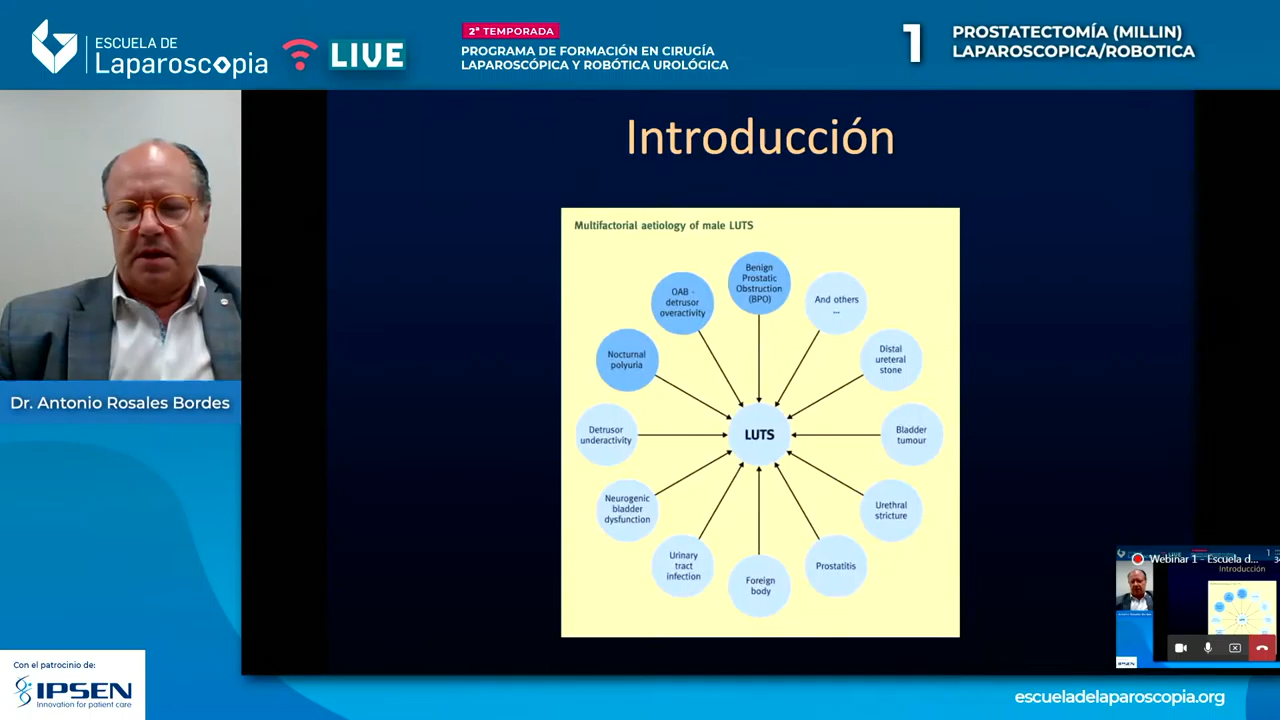 ESCUELA DE
Laparoscopia
LIVE
2ª TEMPORADA
PROGRAMA DE FORMACIÓN EN CIRUGÍA
LAPAROSCÓPICA Y ROBÓTICA UROLÓGICA
1
PROSTATECTOMÍA (MILLIN)
LAPAROSCOPICA/ROBOTICA
Introducción
Multifactorial aetiology of male LUTS
Benign
Prostatic
Obstruction
(BPO)
OAB -
detrusor
overactivity
And others
...
Nocturnal
polyuria
Distal
ureteral
stone
Detrusor
underactivity
LUTS
Bladder
tumour
Neurogenic
bladder
dysfunction
Urethral
stricture
Urinary
tract
infection
Foreign
body
Prostatitis
Dr. Antonio Rosales Bordes
Webinar 1 - Escuela d...
Introducción
Con el patrocinio de:
IPSEN
Innovation for patient care
IPSEN
escueladelaparoscopia.org